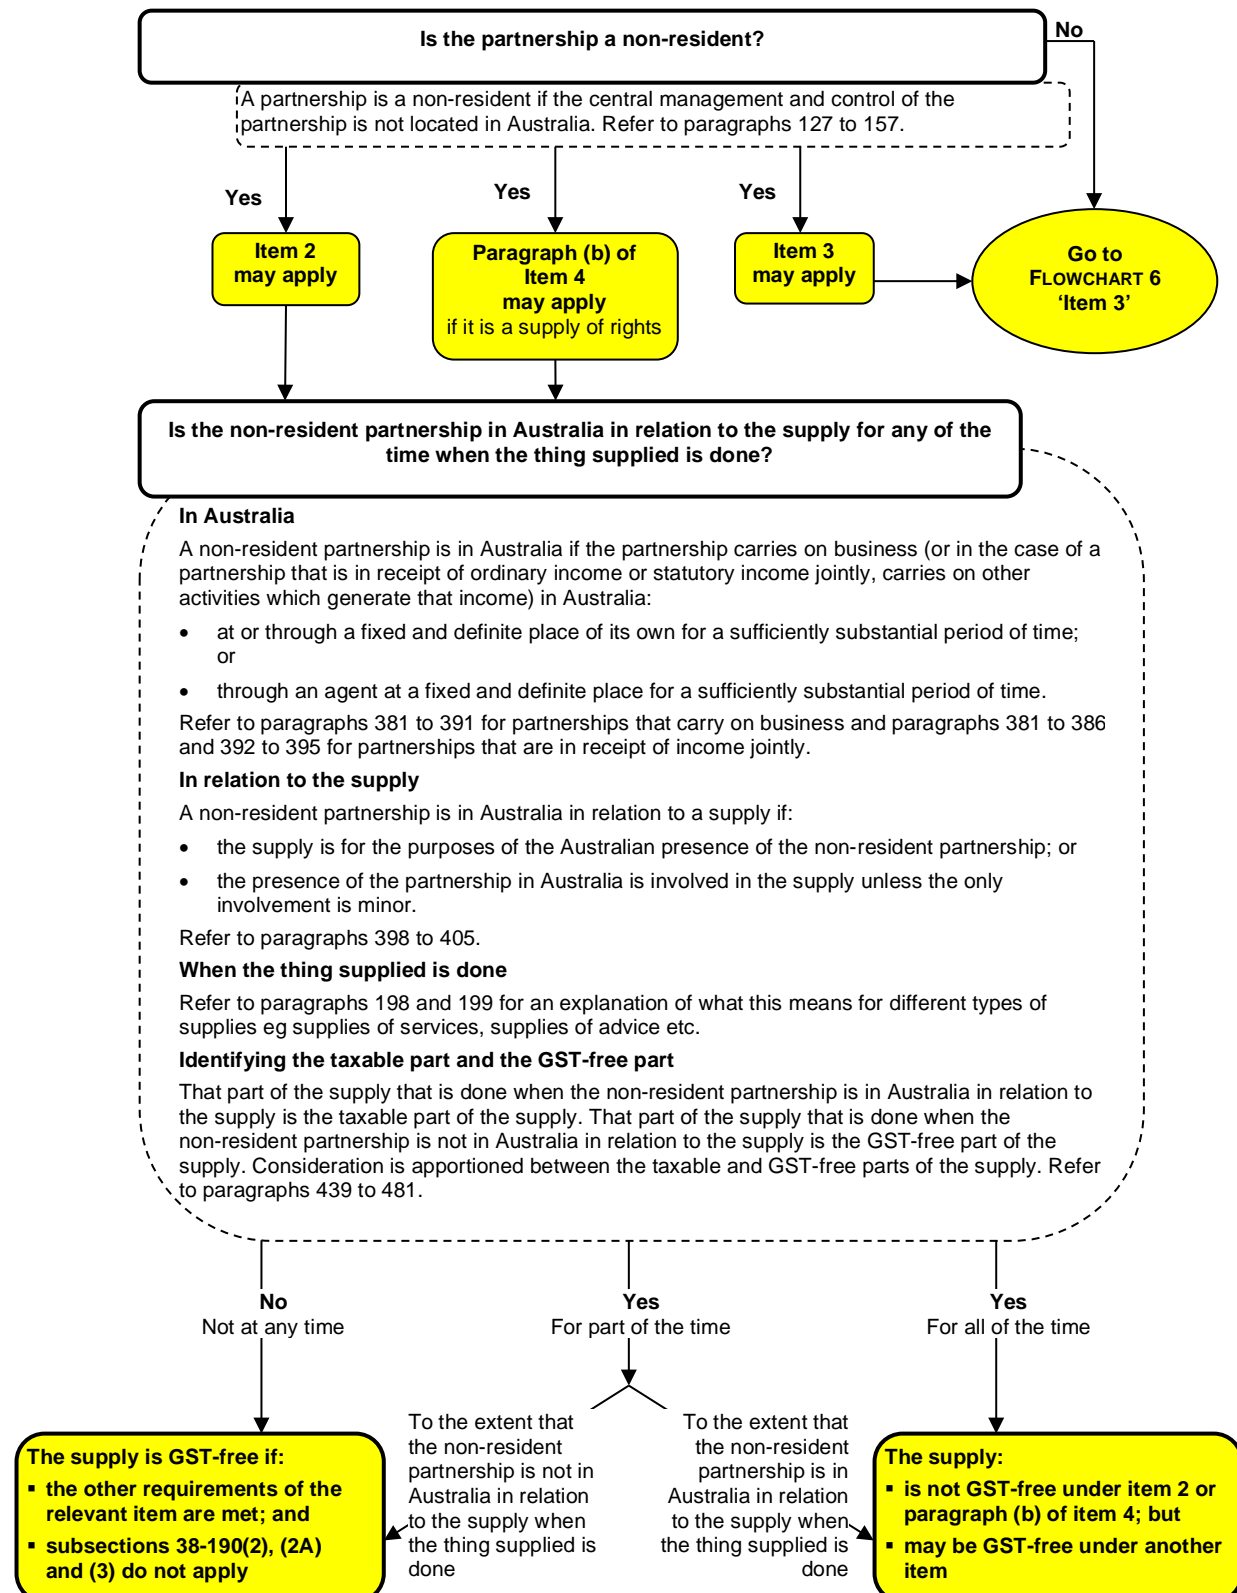 Is the partnership a non-resident?
No
A partnership is a non-resident if the central management and control of the
partnership is not located in Australia. Refer to paragraphs 127 to 157.
Yes
Yes
Yes
Item 2
may apply
Paragraph (b) of
Item 4
may apply
if it is a supply of rights
Item 3
may apply
Go to
FLOWCHART 6
‘Item 3’
Is the non-resident partnership in Australia in relation to the supply for any of the
time when the thing supplied is done?
In Australia
A non-resident partnership is in Australia if the partnership carries on business (or in the case of a
partnership that is in receipt of ordinary income or statutory income jointly, carries on other
activities which generate that income) in Australia:
• at or through a fixed and definite place of its own for a sufficiently substantial period of time;
or
• through an agent at a fixed and definite place for a sufficiently substantial period of time.
Refer to paragraphs 381 to 391 for partnerships that carry on business and paragraphs 381 to 386
and 392 to 395 for partnerships that are in receipt of income jointly.
In relation to the supply
A non-resident partnership is in Australia in relation to a supply if:
• the supply is for the purposes of the Australian presence of the non-resident partnership; or
• the presence of the partnership in Australia is involved in the supply unless the only
involvement is minor.
Refer to paragraphs 398 to 405.
When the thing supplied is done
Refer to paragraphs 198 and 199 for an explanation of what this means for different types of
supplies eg supplies of services, supplies of advice etc.
Identifying the taxable part and the GST-free part
That part of the supply that is done when the non-resident partnership is in Australia in relation to
the supply is the taxable part of the supply. That part of the supply that is done when the
non-resident partnership is not in Australia in relation to the supply is the GST-free part of the
supply. Consideration is apportioned between the taxable and GST-free parts of the supply. Refer
to paragraphs 439 to 481.
No
Not at any time
Yes
For part of the time
Yes
For all of the time
The supply is GST-free if:
▪ the other requirements of the
relevant item are met; and
▪ subsections 38-190(2), (2A)
and (3) do not apply
To the extent that
the non-resident
partnership is not in
Australia in relation
to the supply when
the thing supplied is
done
To the extent that
the non-resident
partnership is in
Australia in relation
to the supply when
the thing supplied is
done
The supply:
▪ is not GST-free under item 2 or
paragraph (b) of item 4; but
▪ may be GST-free under another
item